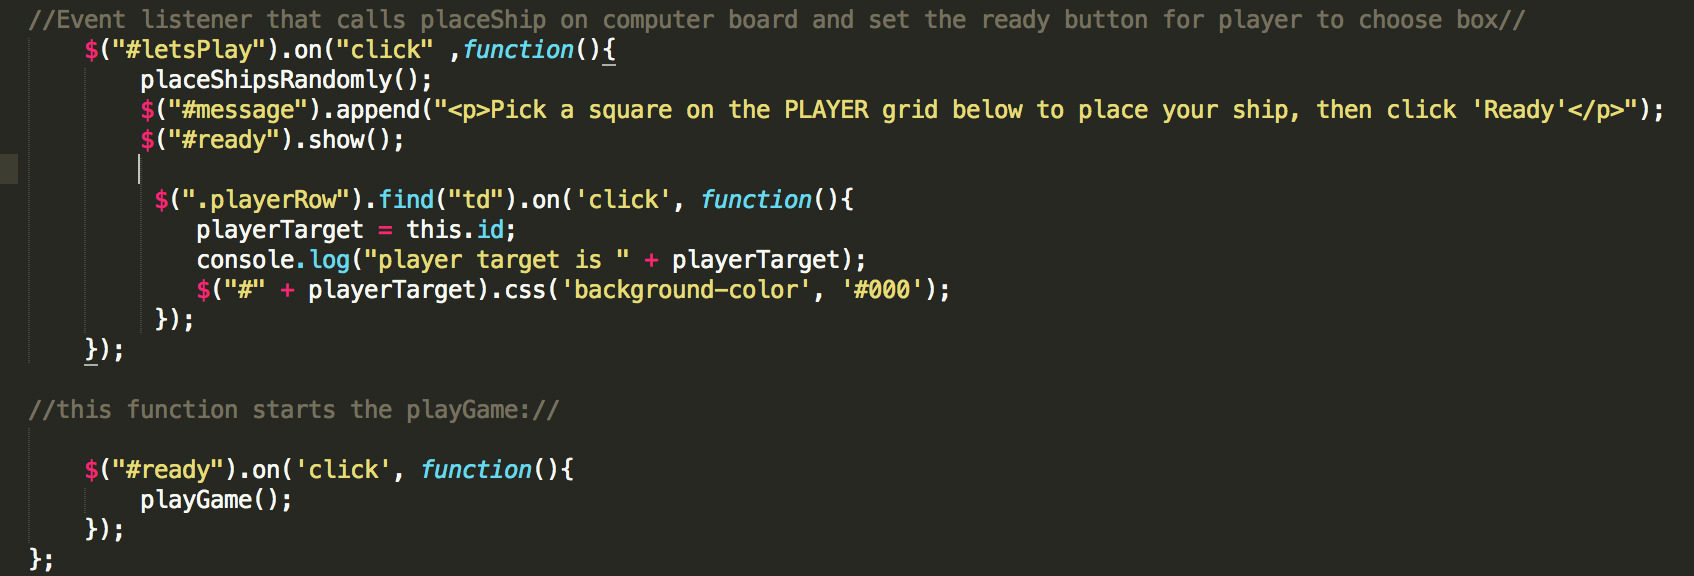 //Event listener that calls placeShip on computer board and set the ready button for player to choose box//
$("#letsPlay").on("click" ,function(){
placeShipsRandomly();
$("#message").append("<p>Pick a square on the PLAYER grid below to place your ship, then click 'Ready'</p>");
$("#ready").show();
$(".playerRow").find("td").on('click', function(){
playerTarget = this.id;
console.log("player target is " + playerTarget);
$("#" + playerTarget).css('background-color', '#000');
});
});
//this function starts the playGame://
$("#ready").on('click', function(){
playGame();
});
};